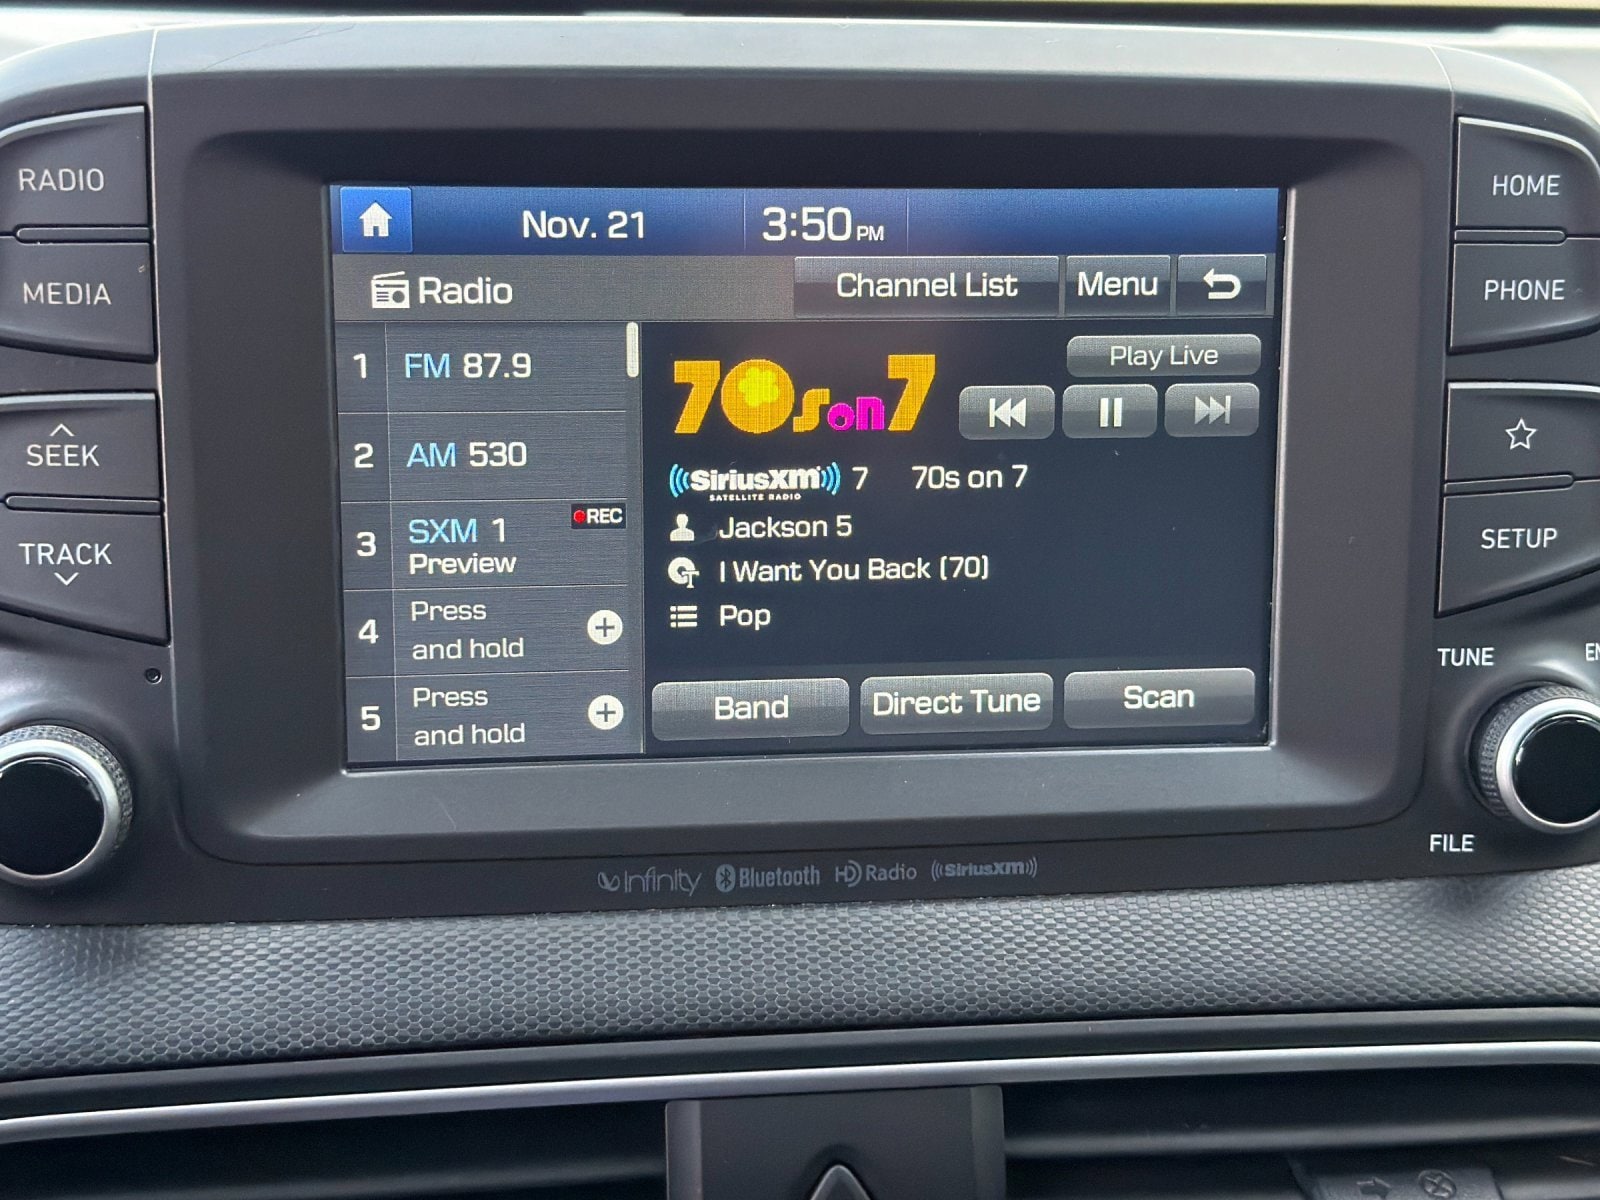 RADIO
MEDIA
SEEK
TRACK
Nov. 21
3:50 PM
Radio
Channel List
Menu
1 FM 87.9
2 AM 530
3 SXM 1
REC
Preview
4 Press
and hold
5 Press
and hold
70s on 7
Play Live
SiriusXM 7 70s on 7
SATELLITE RADIO
Jackson 5
I Want You Back (70)
Pop
Band
Direct Tune
Scan
HOME
PHONE
SETUP
TUNE
FILE
Infinity Bluetooth HD Radio SiriusXM